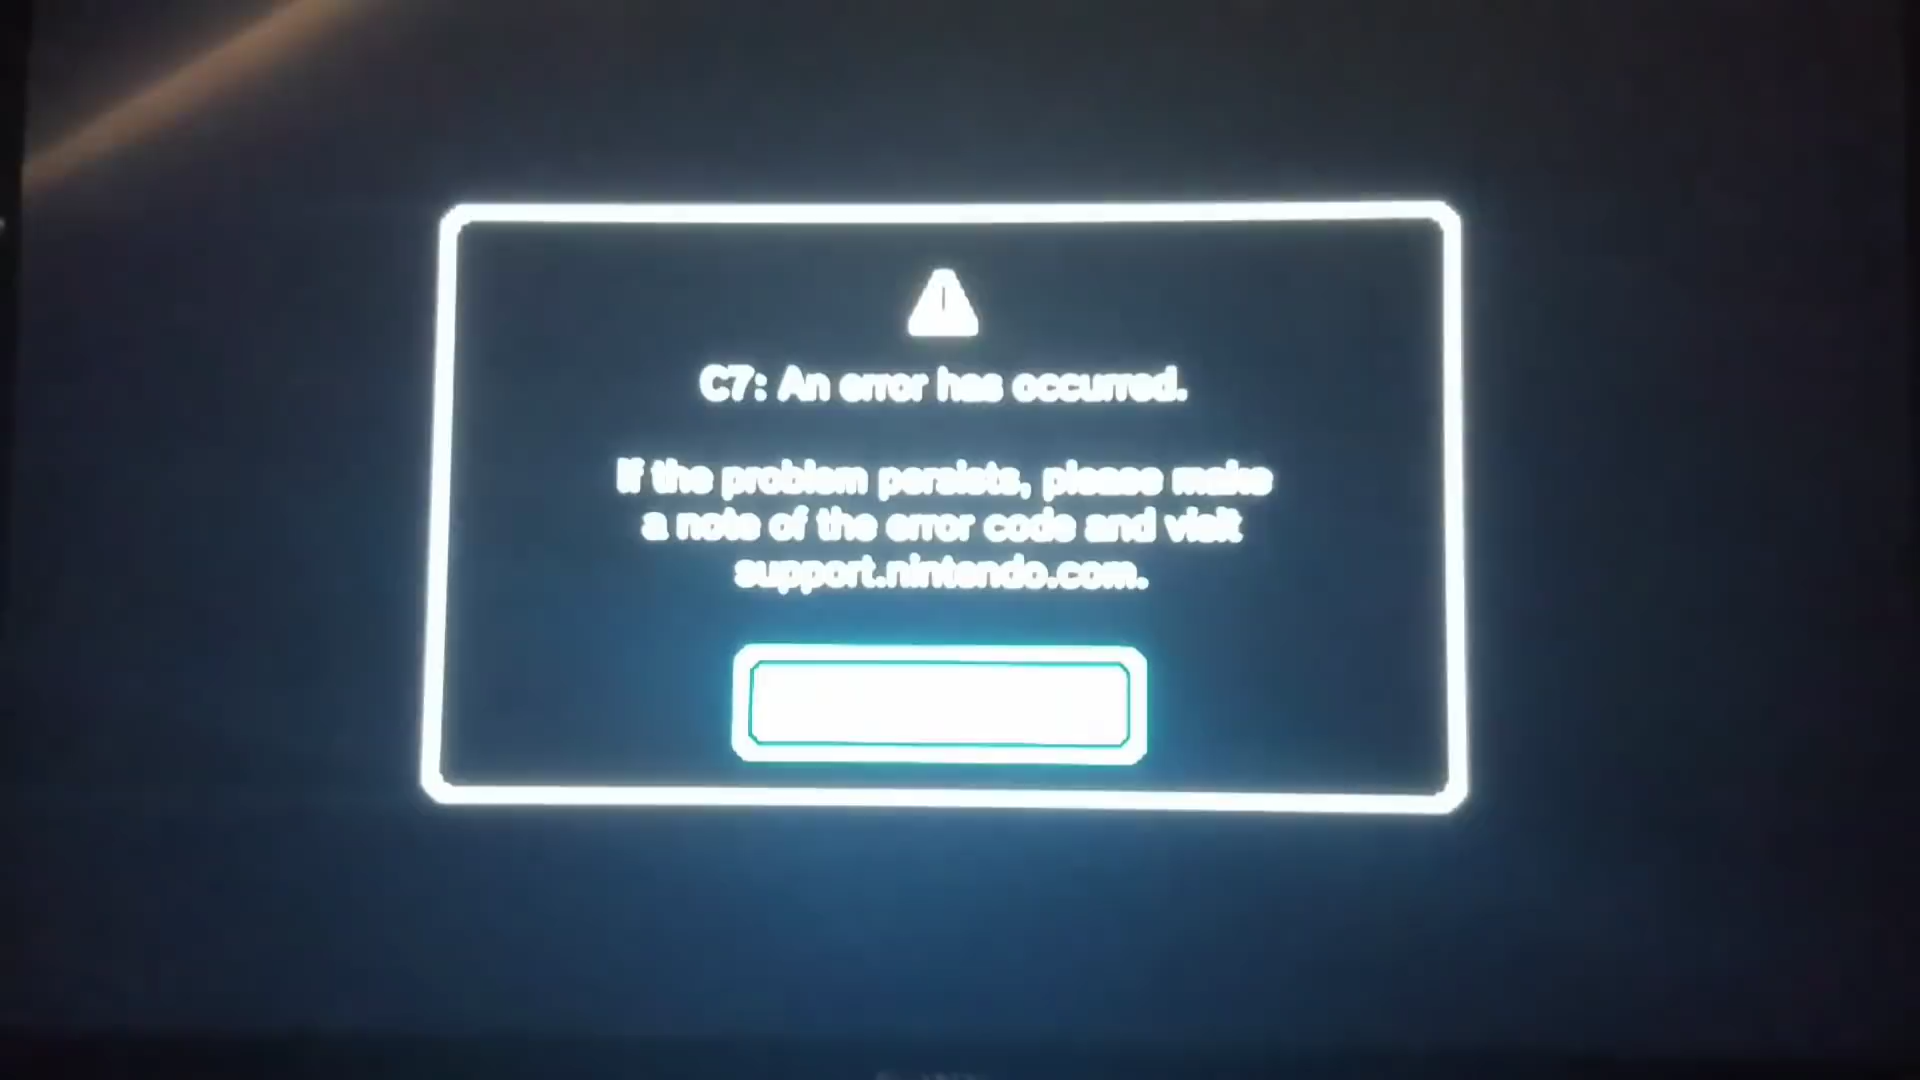 C7: An error has occurred.
If the problem persists, please make
a note of the error code and visit
support.nintendo.com.